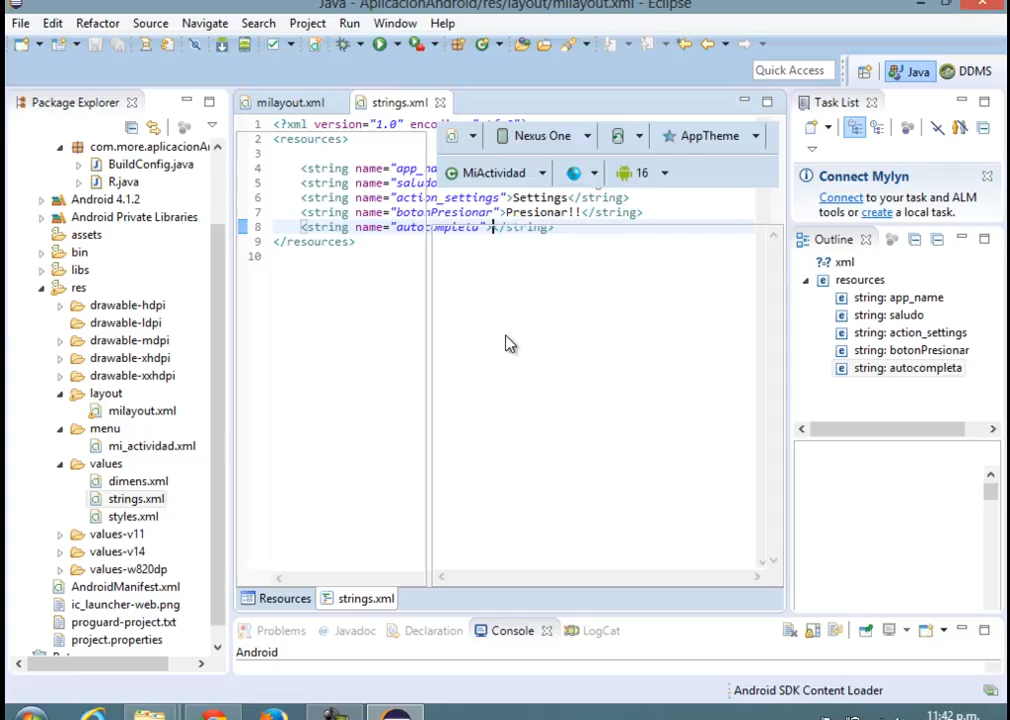 Java - AplicacionAndroid/res/layout/milayout.xml - Eclipse
File Edit Refactor Source Navigate Search Project Run Window Help
Quick Access Java DDMS
Package Explorer
com.more.aplicacionAn
BuildConfig.java
R.java
Android 4.1.2
Android Private Libraries
assets
bin
libs
res
drawable-hdpi
drawable-ldpi
drawable-mdpi
drawable-xhdpi
drawable-xxhdpi
layout
milayout.xml
menu
mi_actividad.xml
values
dimens.xml
strings.xml
styles.xml
values-v11
values-v14
values-w820dp
AndroidManifest.xml
ic_launcher-web.png
proguard-project.txt
project.properties
milayout.xml strings.xml
1 <?xml version="1.0"
2 <resources>
3
4 <string name="app_na
5 <string name="saludo
6 <string name="action_settings">Settings</string>
7 <string name="botonPresionar">Presionar!!</string>
8 <string name="autocompleta"></string>
9 </resources>
10
Nexus One AppTheme
MiActividad 16
Resources strings.xml
Problems Javadoc Declaration Console LogCat
Android
Task List
Connect Mylyn
Connect to your task and ALM
tools or create a local task.
Outline
?-? xml
resources
string: app_name
string: saludo
string: action_settings
string: botonPresionar
string: autocompleta
Android SDK Content Loader
11:42 p.m.